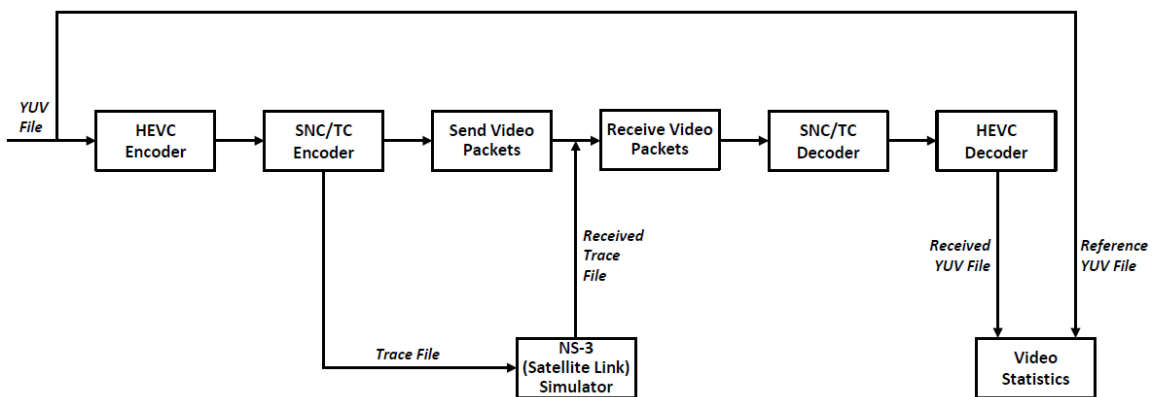 YUV
File
HEVC
Encoder
SNC/TC
Encoder
Send Video
Packets
Receive Video
Packets
SNC/TC
Decoder
HEVC
Decoder
Received
Trace
File
Received
YUV File
Reference
YUV File
Trace File
NS-3
(Satellite Link)
Simulator
Video
Statistics